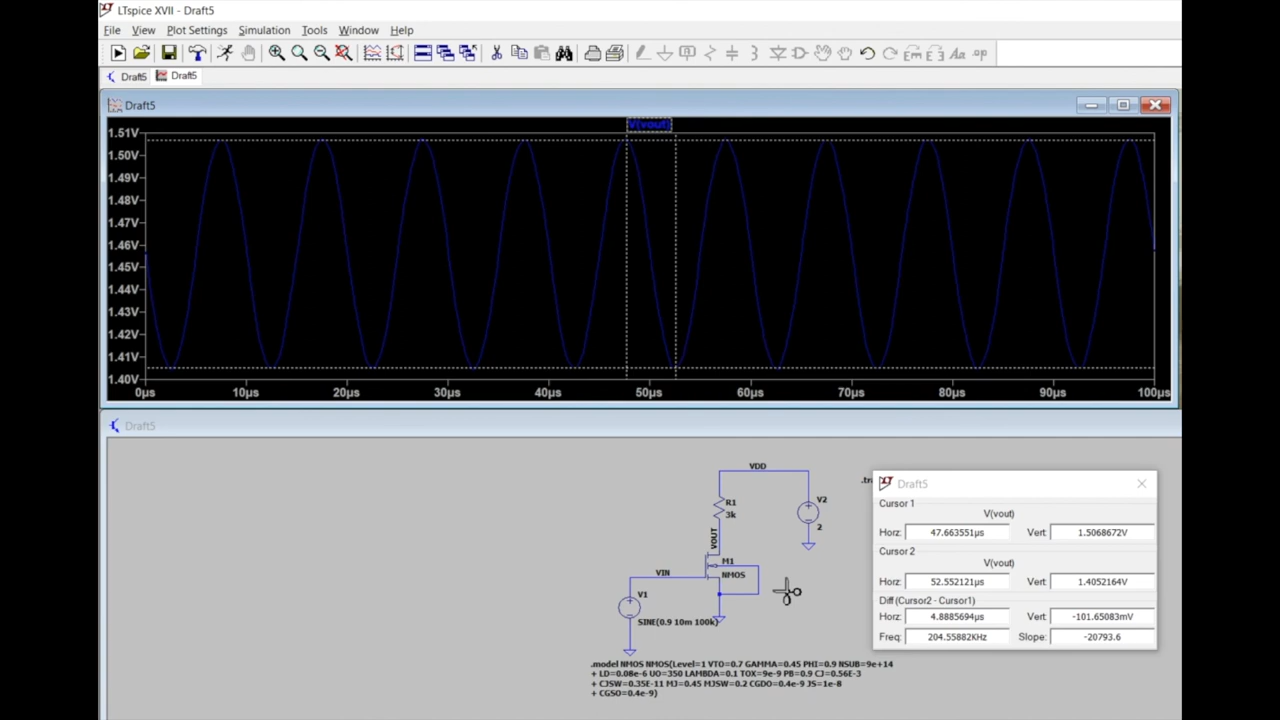 LTspice XVII - Draft5
File View Plot Settings Simulation Tools Window Help
Draft5 Draft5
Draft5
V(vout)
1.51V
1.50V
1.49V
1.48V
1.47V
1.46V
1.45V
1.44V
1.43V
1.42V
1.41V
1.40V
0µs 10µs 20µs 30µs 40µs 50µs 60µs 70µs 80µs 90µs 100µs
Draft5
VDD
R1
3k
V2
2
VOUT
M1
NMOS
VIN
V1
SINE(0.9 10m 100k)
.model NMOS NMOS(Level=1 VTO=0.7 GAMMA=0.45 PHI=0.9 NSUB=9e+14
+ LD=0.08e-6 UO=350 LAMBDA=0.1 TOX=9e-9 PB=0.9 CJ=0.56E-3
+ CJSW=0.35E-11 MJ=0.45 MJSW=0.2 CGDO=0.4e-9 JS=1e-8
+ CGSO=0.4e-9)
Draft5
Cursor 1
V(vout)
Horz: 47.663551µs Vert: 1.5068672V
Cursor 2
V(vout)
Horz: 52.552121µs Vert: 1.4052164V
Diff (Cursor2 - Cursor1)
Horz: 4.8885694µs Vert: -101.65083mV
Freq: 204.55882KHz Slope: -20793.6